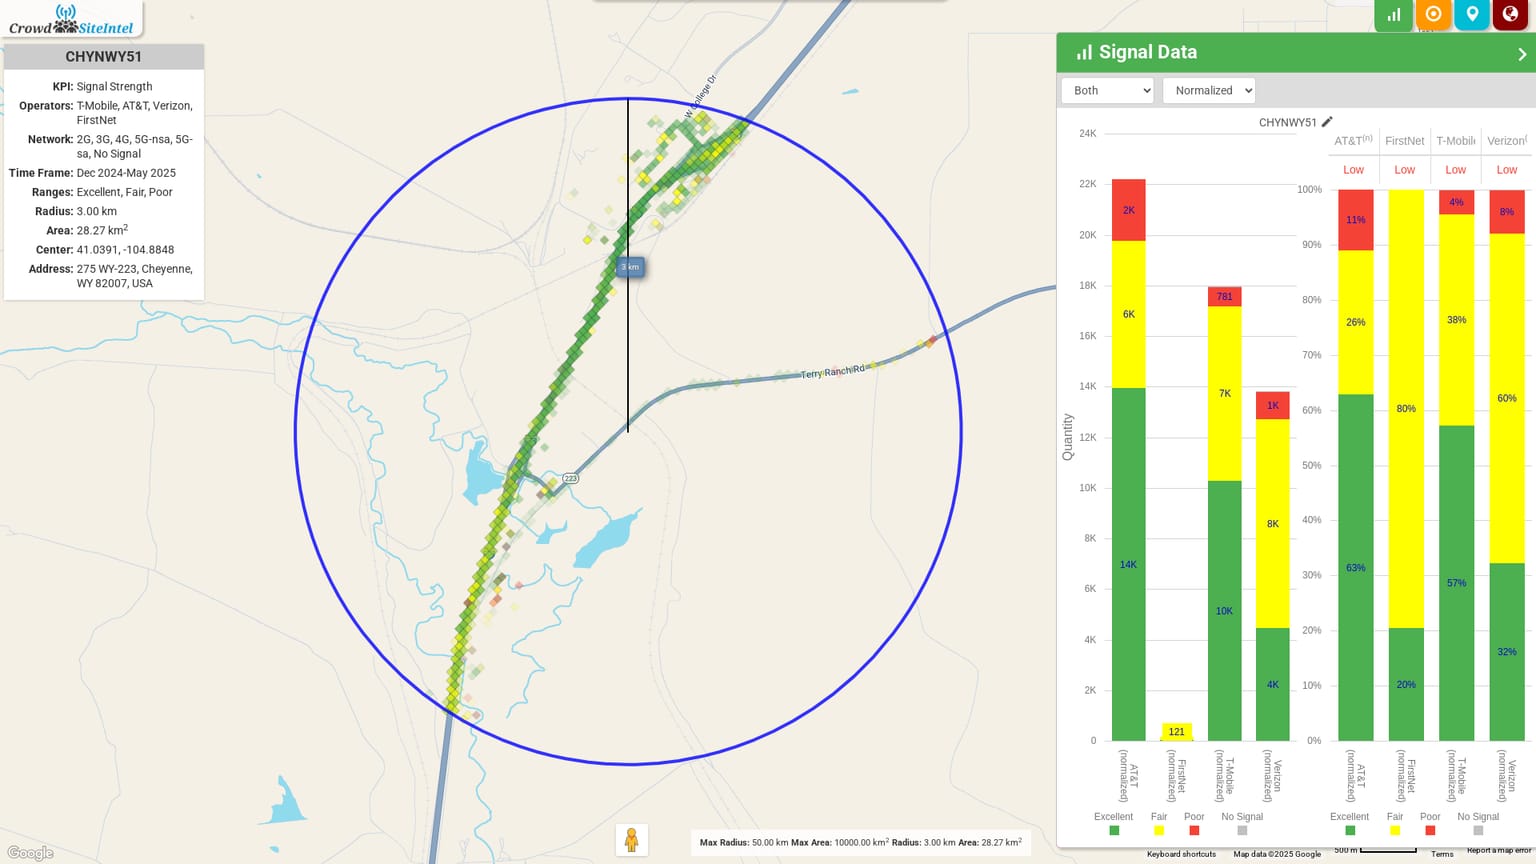 Crowd SiteIntel
CHYNWY51
KPI: Signal Strength
Operators: T-Mobile, AT&T, Verizon,
FirstNet
Network: 2G, 3G, 4G, 5G-nsa, 5G-
sa, No Signal
Time Frame: Dec 2024-May 2025
Ranges: Excellent, Fair, Poor
Radius: 3.00 km
Area: 28.27 km²
Center: 41.0391, -104.8848
Address: 275 WY-223, Cheyenne,
WY 82007, USA
W College Dr
3 km
Terry Ranch Rd
223
Google
Max Radius: 50.00 km Max Area: 10000.00 km² Radius: 3.00 km Area: 28.27 km²
Signal Data
Both
Normalized
CHYNWY51
24K
22K
20K
18K
16K
14K
12K
10K
8K
6K
4K
2K
0
Quantity
2K
6K
14K
121
781
7K
10K
1K
8K
4K
AT&T
(normalized)
FirstNet
(normalized)
T-Mobile
(normalized)
Verizon
(normalized)
Excellent Fair Poor No Signal
AT&T(n) FirstNet T-Mobile Verizon(
Low Low Low Low
100%
90%
80%
70%
60%
50%
40%
30%
20%
10%
0%
11%
26%
63%
80%
20%
4%
38%
57%
8%
60%
32%
AT&T
(normalized)
FirstNet
(normalized)
T-Mobile
(normalized)
Verizon
(normalized)
Excellent Fair Poor No Signal
Keyboard shortcuts Map data ©2025 Google 500 m Terms Report a map error